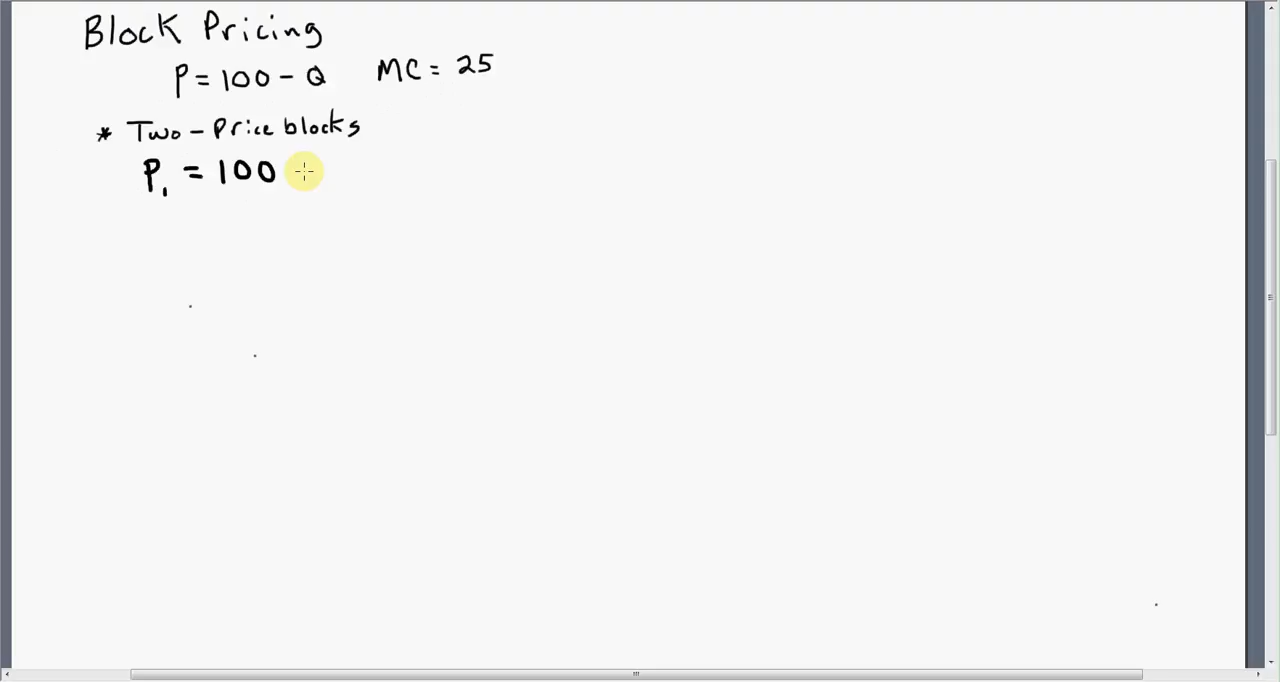 Block Pricing
P = 100 - Q MC = 25
* Two - Price blocks
P₁ = 100